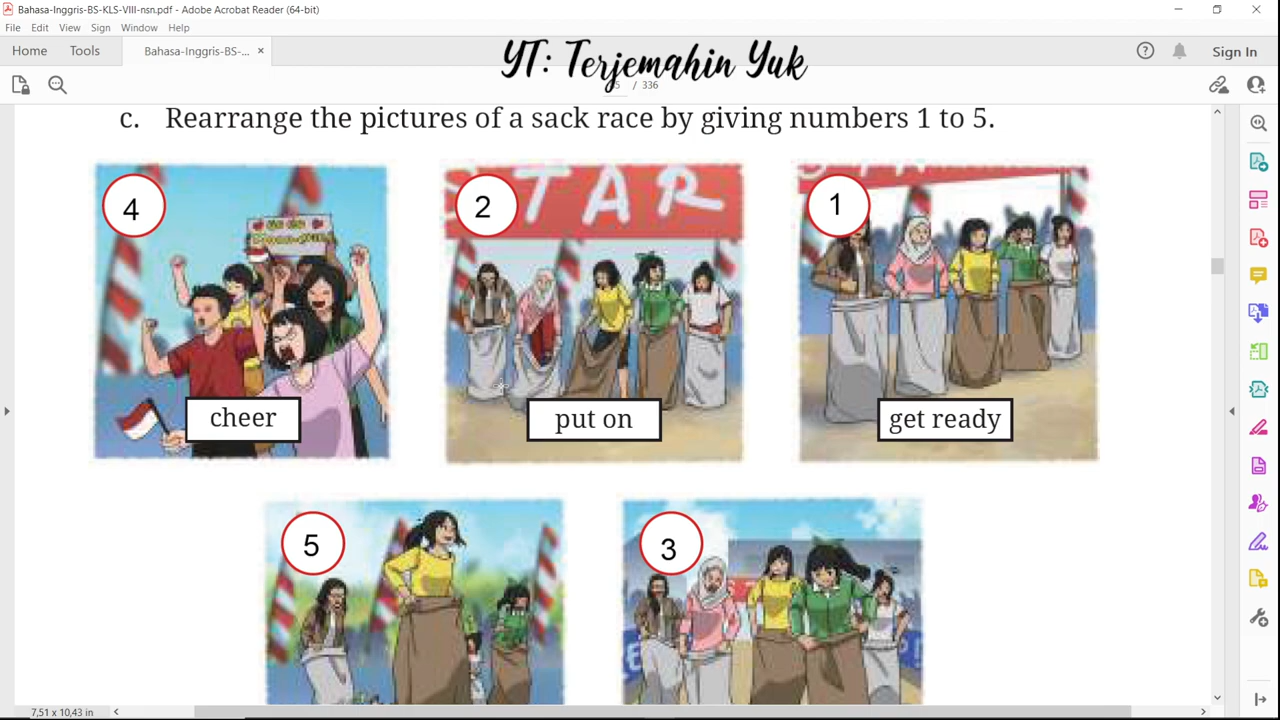 Bahasa-Inggris-BS-KLS-VIII-nsn.pdf - Adobe Acrobat Reader (64-bit)
File Edit View Sign Window Help
Home Tools Bahasa-Inggris-BS-... × Sign In
YT: Terjemahin Yuk
/ 336
c. Rearrange the pictures of a sack race by giving numbers 1 to 5.
4
2
1
STAR
cheer
put on
get ready
5
3
7,51 x 10,43 in